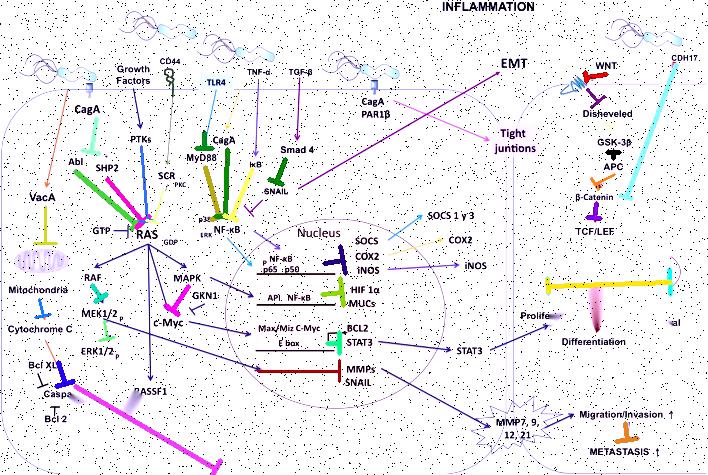 INFLAMMATION
Growth
Factors
CD44
TLR4
TNF-α
TGF-β
CagA
PAR1β
EMT
WNT
CDH17
Disheveled
GSK-3β
APC
β-Catenin
TCF/LEF
CagA
Abl
SHP2
PTKs
SCR
PKC
MyD88
CagA
IκB
Smad 4
SNAIL
Tight
juntions
VacA
GTP
RAS
GDP
p38
NF-κB
ERK
Nucleus
SOCS
COX2
iNOS
SOCS 1 y 3
COX2
iNOS
P NF-κB
p65 p50
HIF 1α
MUCs
API. NF-κB
Mitochondria
Cytochrome C
RAF
MAPK
GKN1
MEK1/2 p
c-Myc
ERK1/2 p
Max/Miz C-Myc
E box
BCL2
STAT3
STAT3
MMPs
SNAIL
Bcl XL
Caspa
Bcl 2
RASSF1
Prolife
Differentiation
al
MMP7, 9,
12, 21
Migration/Invasion ↑
METASTASIS ↑